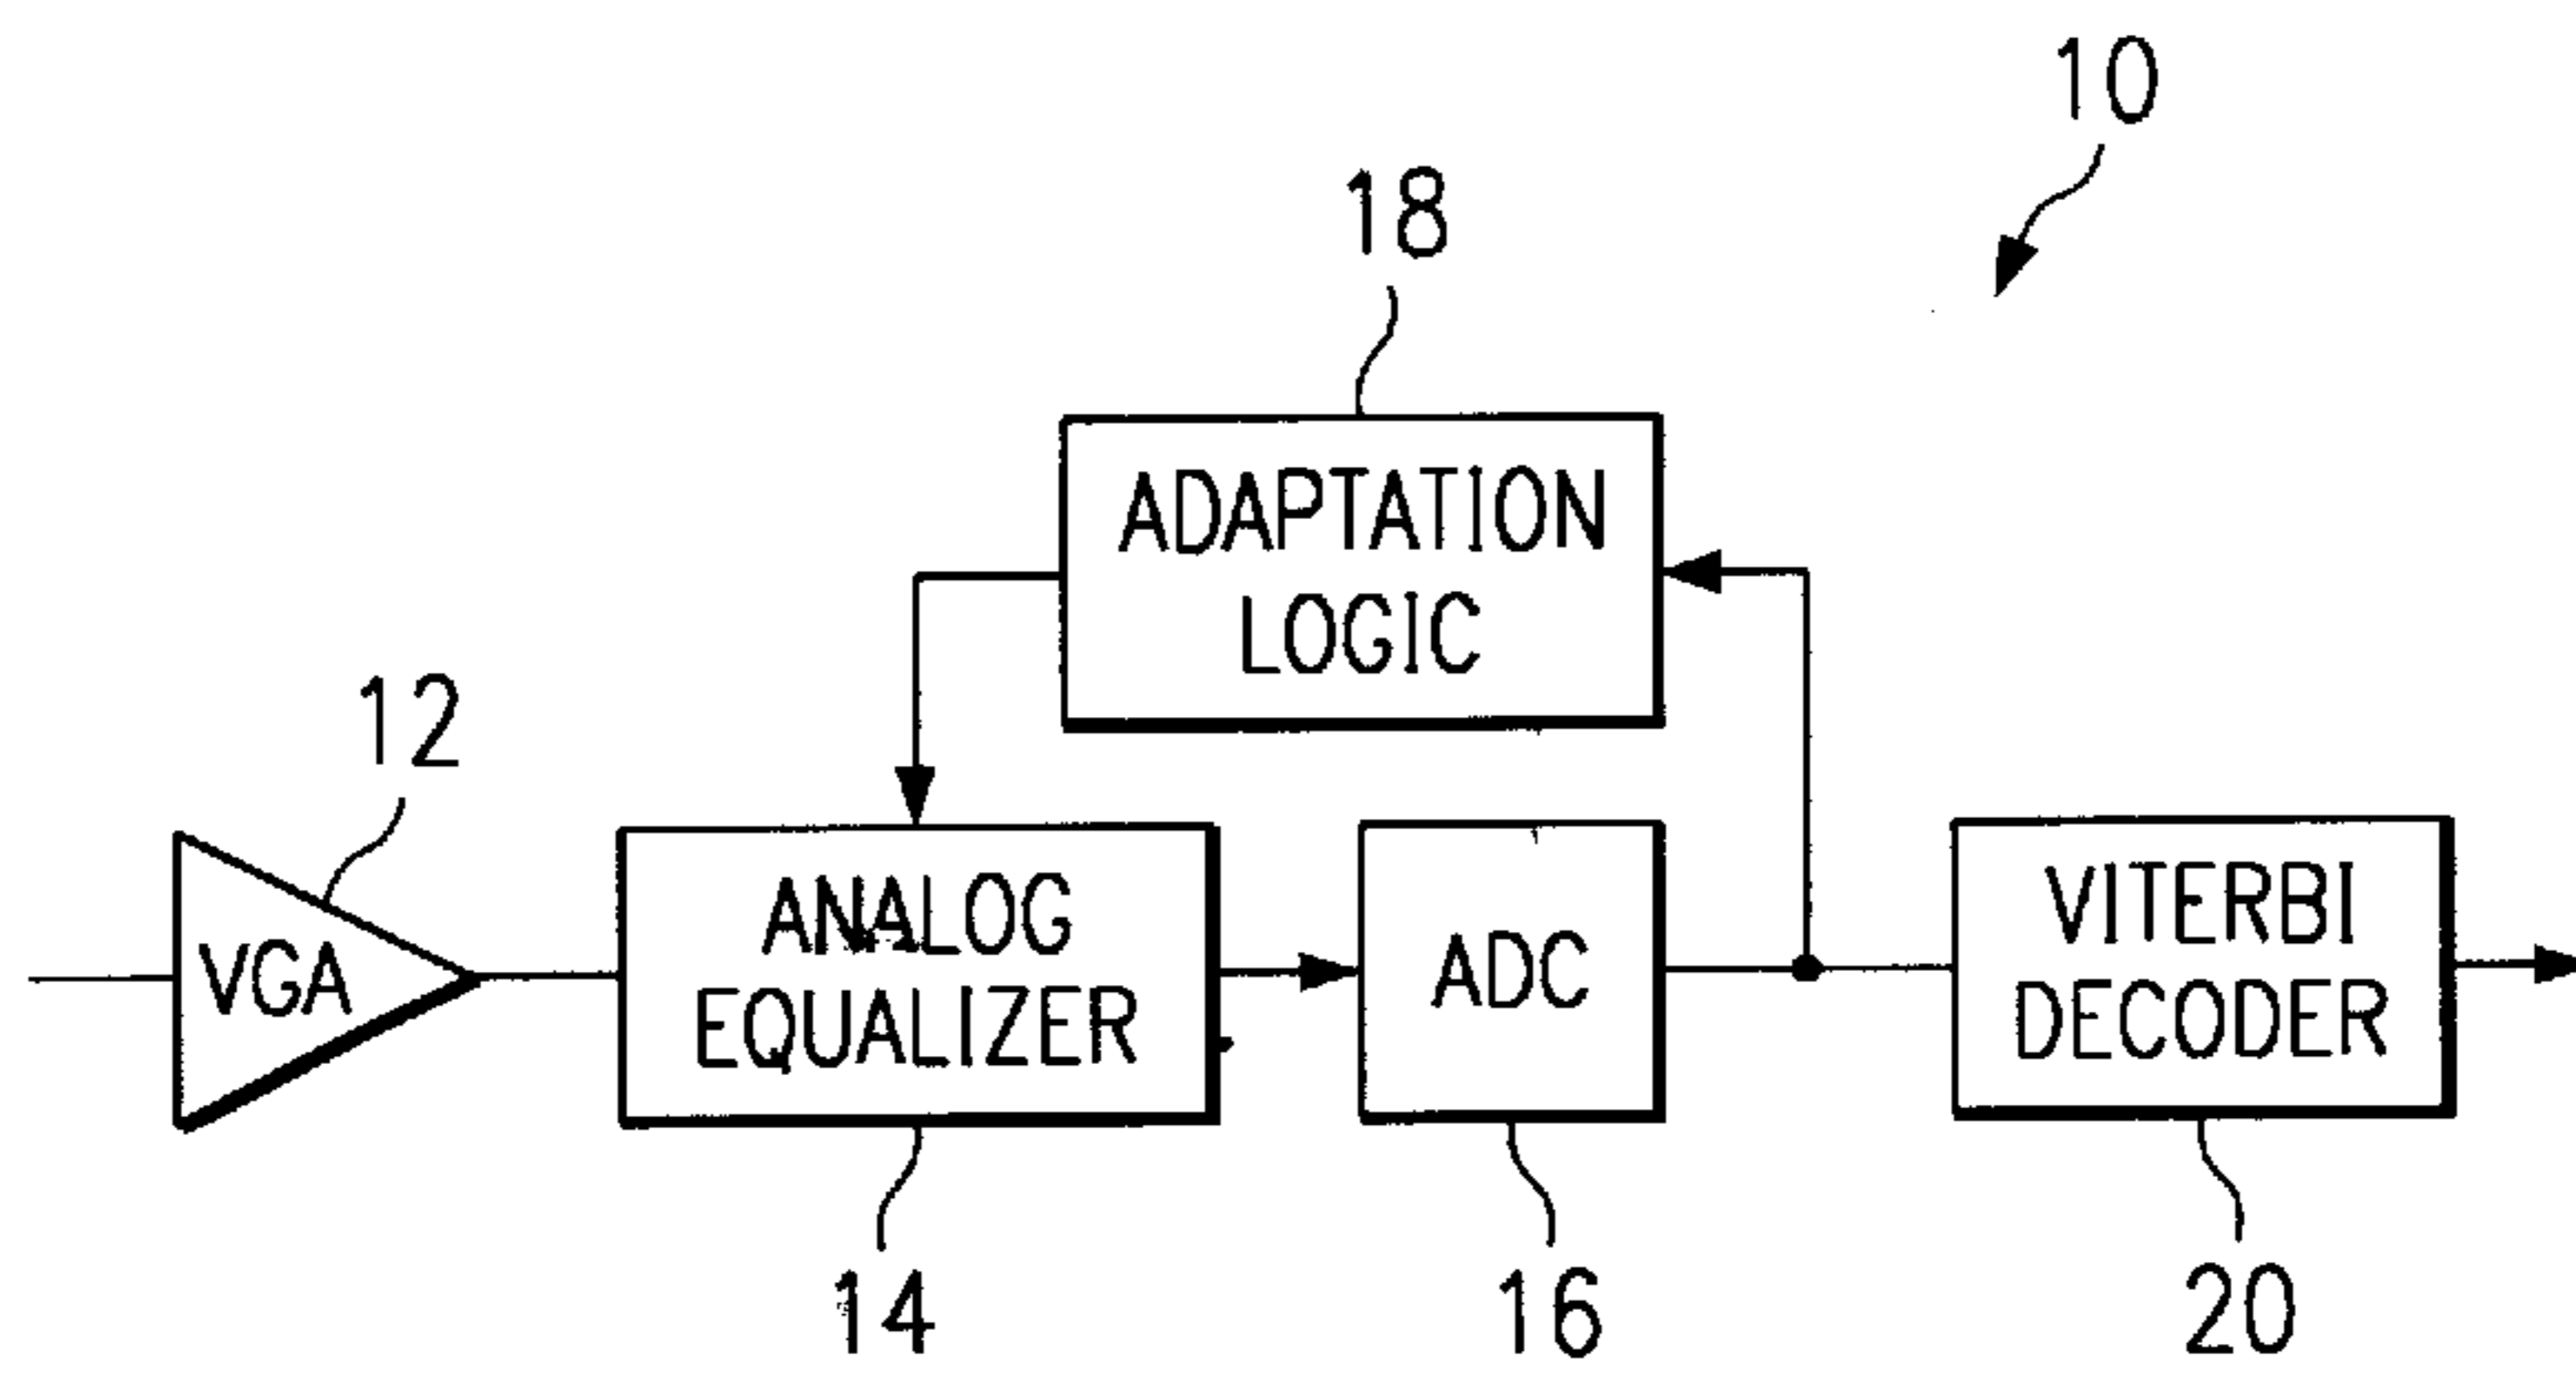 10
18
ADAPTATION
LOGIC
12
VGA
ANALOG
EQUALIZER
ADC
VITERBI
DECODER
14
16
20